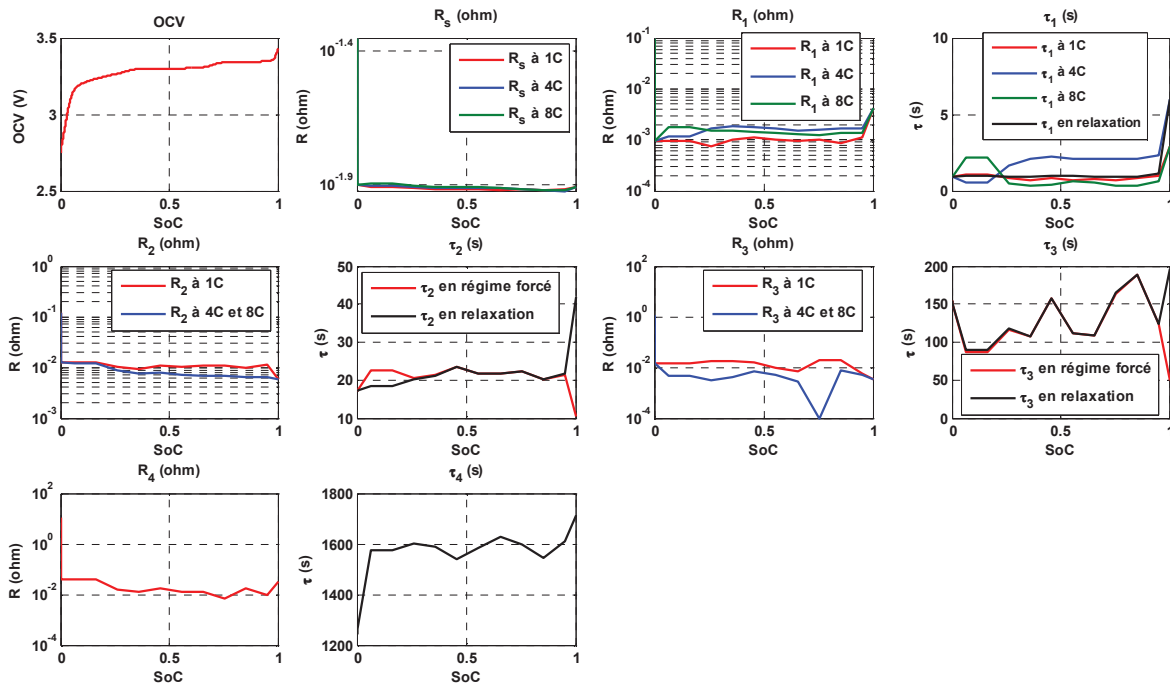 OCV
3.5
3
2.5
0
0.5
1
OCV (V)
SoC
R_s (ohm)
10^-1.4
10^-1.9
0
0.5
1
R (ohm)
SoC
R_s à 1C
R_s à 4C
R_s à 8C
R_1 (ohm)
10^-1
10^-2
10^-3
10^-4
0
0.5
1
R (ohm)
SoC
R_1 à 1C
R_1 à 4C
R_1 à 8C
τ_1 (s)
10
5
0
0
0.5
1
τ (s)
SoC
τ_1 à 1C
τ_1 à 4C
τ_1 à 8C
τ_1 en relaxation
R_2 (ohm)
10^0
10^-1
10^-2
10^-3
0
0.5
1
R (ohm)
SoC
R_2 à 1C
R_2 à 4C et 8C
τ_2 (s)
50
40
30
20
10
0
0.5
1
τ (s)
SoC
τ_2 en régime forcé
τ_2 en relaxation
R_3 (ohm)
10^2
10^0
10^-2
10^-4
0
0.5
1
R (ohm)
SoC
R_3 à 1C
R_3 à 4C et 8C
τ_3 (s)
200
150
100
50
0
0
0.5
1
τ (s)
SoC
τ_3 en régime forcé
τ_3 en relaxation
R_4 (ohm)
10^2
10^0
10^-2
10^-4
0
0.5
1
R (ohm)
SoC
τ_4 (s)
1800
1600
1400
1200
0
0.5
1
τ (s)
SoC